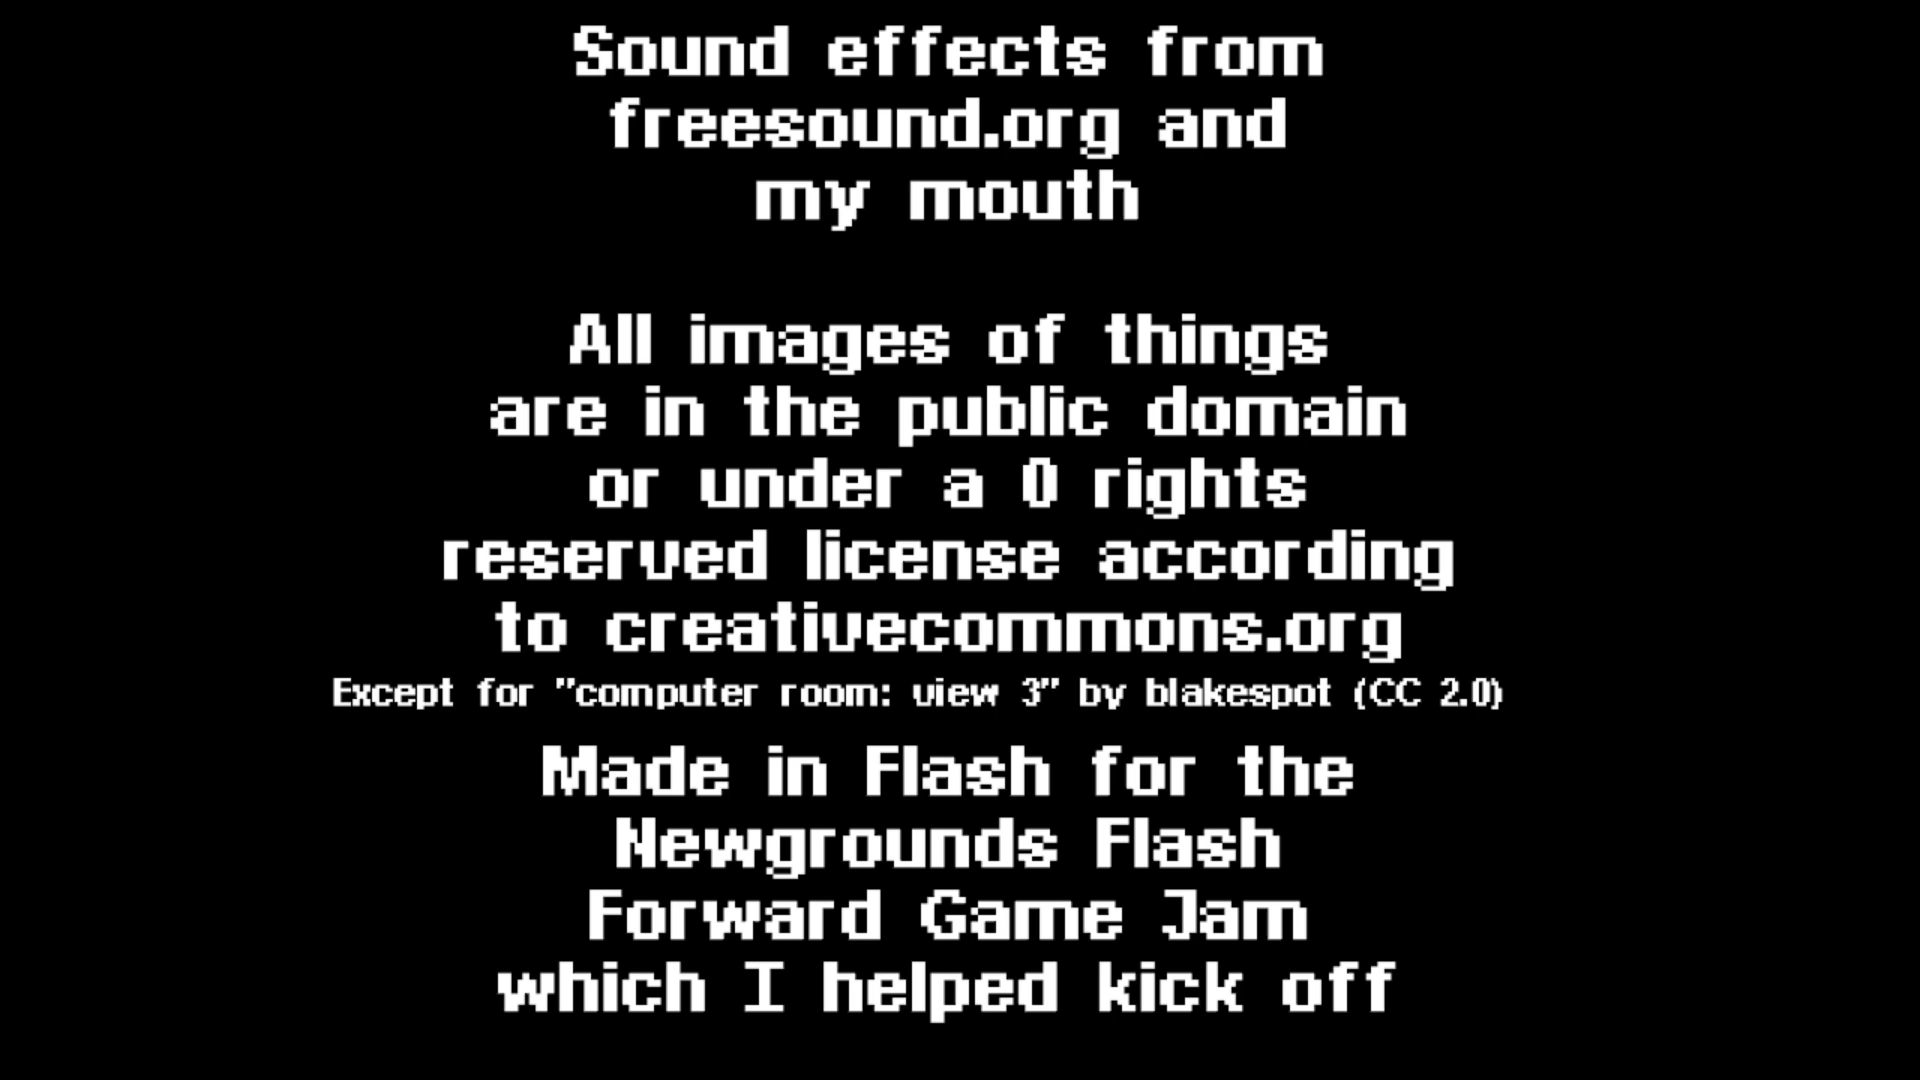 Sound effects from
freesound.org and
my mouth
All images of things
are in the public domain
or under a 0 rights
reserved license according
to creativecommons.org
Except for "computer room: view 3" by blakespot (CC 2.0)
Made in Flash for the
Newgrounds Flash
Forward Game Jam
which I helped kick off